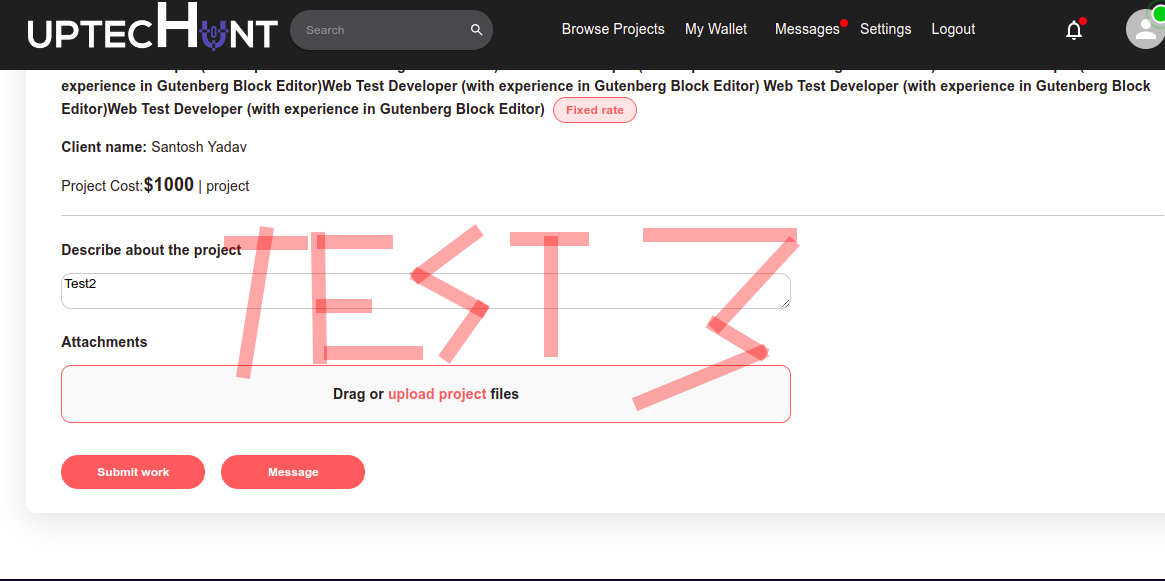 UPTECHUNT
Search
Browse Projects
My Wallet
Messages
Settings
Logout
experience in Gutenberg Block Editor)Web Test Developer (with experience in Gutenberg Block Editor) Web Test Developer (with experience in Gutenberg Block
Editor)Web Test Developer (with experience in Gutenberg Block Editor) Fixed rate
Client name: Santosh Yadav
Project Cost:$1000 | project
Describe about the project
TEST 3
Test2
Attachments
Drag or upload project files
Submit work
Message